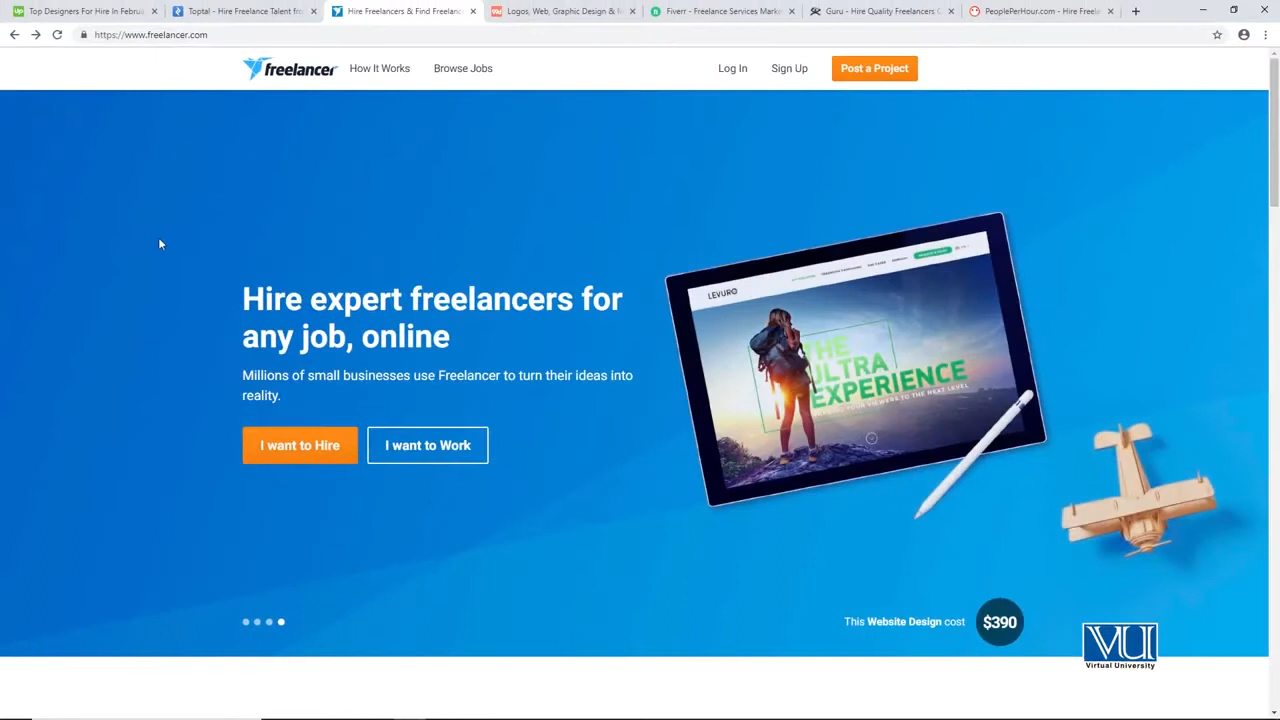 Top Designers For Hire In Februa
Toptal - Hire Freelance Talent fro
Hire Freelancers & Find Freelanc
Logos, Web, Graphic Design &
Fiverr - Freelance Services Marke
Guru - Hire Quality Freelancers
PeoplePerHour.com - Hire Freel
https://www.freelancer.com
freelancer
How It Works
Browse Jobs
Log In
Sign Up
Post a Project
Hire expert freelancers for
any job, online
Millions of small businesses use Freelancer to turn their ideas into
reality.
I want to Hire
I want to Work
LEVURO
THE
ULTRA
EXPERIENCE
This Website Design cost
$390
VU
Virtual University